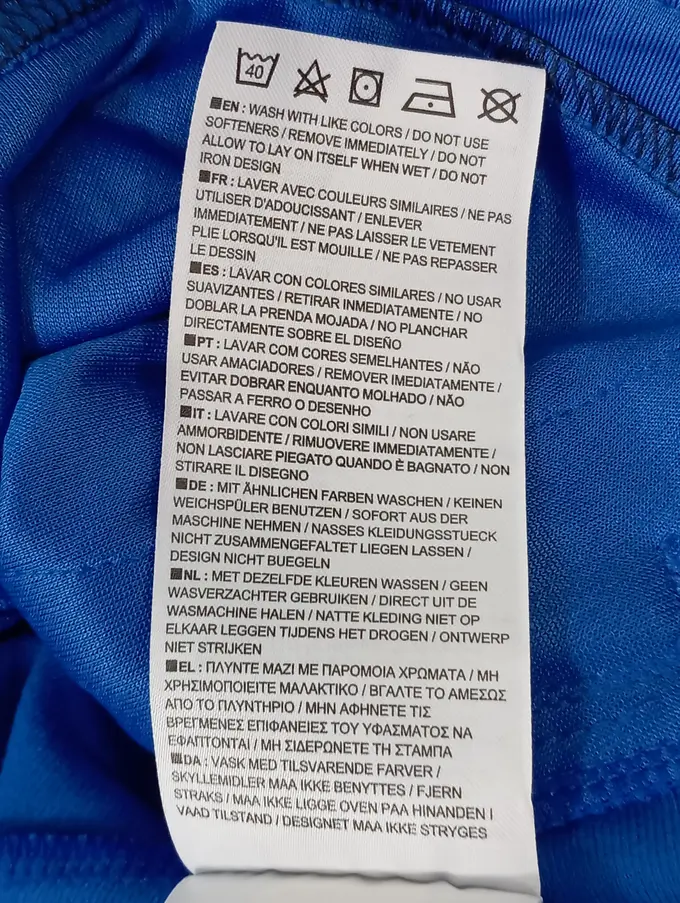 40
■EN : WASH WITH LIKE COLORS / DO NOT USE
SOFTENERS / REMOVE IMMEDIATELY / DO NOT
ALLOW TO LAY ON ITSELF WHEN WET / DO NOT
IRON DESIGN
■FR : LAVER AVEC COULEURS SIMILAIRES / NE PAS
UTILISER D'ADOUCISSANT / ENLEVER
IMMEDIATEMENT / NE PAS LAISSER LE VETEMENT
PLIE LORSQU'IL EST MOUILLE / NE PAS REPASSER
LE DESSIN
■ES : LAVAR CON COLORES SIMILARES / NO USAR
SUAVIZANTES / RETIRAR INMEDIATAMENTE / NO
DOBLAR LA PRENDA MOJADA / NO PLANCHAR
DIRECTAMENTE SOBRE EL DISEÑO
■PT : LAVAR COM CORES SEMELHANTES / NÃO
USAR AMACIADORES / REMOVER IMEDIATAMENTE /
EVITAR DOBRAR ENQUANTO MOLHADO / NÃO
PASSAR A FERRO O DESENHO
■IT : LAVARE CON COLORI SIMILI / NON USARE
AMMORBIDENTE / RIMUOVERE IMMEDIATAMENTE /
NON LASCIARE PIEGATO QUANDO È BAGNATO / NON
STIRARE IL DISEGNO
■DE : MIT ÄHNLICHEN FARBEN WASCHEN / KEINEN
WEICHSPÜLER BENUTZEN / SOFORT AUS DER
MASCHINE NEHMEN / NASSES KLEIDUNGSSTUECK
NICHT ZUSAMMENGEFALTET LIEGEN LASSEN /
DESIGN NICHT BUEGELN
■NL : MET DEZELFDE KLEUREN WASSEN / GEEN
WASVERZACHTER GEBRUIKEN / DIRECT UIT DE
WASMACHINE HALEN / NATTE KLEDING NIET OP
ELKAAR LEGGEN TIJDENS HET DROGEN / ONTWERP
NIET STRIJKEN
■EL : ΠΛΥΝΤΕ ΜΑΖΙ ΜΕ ΠΑΡΟΜΟΙΑ ΧΡΩΜΑΤΑ / ΜΗ
ΧΡΗΣΙΜΟΠΟΙΕΙΤΕ ΜΑΛΑΚΤΙΚΟ / ΒΓΑΛΤΕ ΤΟ ΑΜΕΣΩΣ
ΑΠΟ ΤΟ ΠΛΥΝΤΗΡΙΟ / ΜΗΝ ΑΦΗΝΕΤΕ ΤΙΣ
ΒΡΕΓΜΕΝΕΣ ΕΠΙΦΑΝΕΙΕΣ ΤΟΥ ΥΦΑΣΜΑΤΟΣ ΝΑ
ΕΦΑΠΤΟΝΤΑΙ / ΜΗ ΣΙΔΕΡΩΝΕΤΕ ΤΗ ΣΤΑΜΠΑ
■DA : VASK MED TILSVARENDE FARVER /
SKYLLEMIDLER MAA IKKE BENYTTES / FJERN
STRAKS / MAA IKKE LIGGE OVEN PAA HINANDEN I
VAAD TILSTAND / DESIGNET MAA IKKE STRYGES